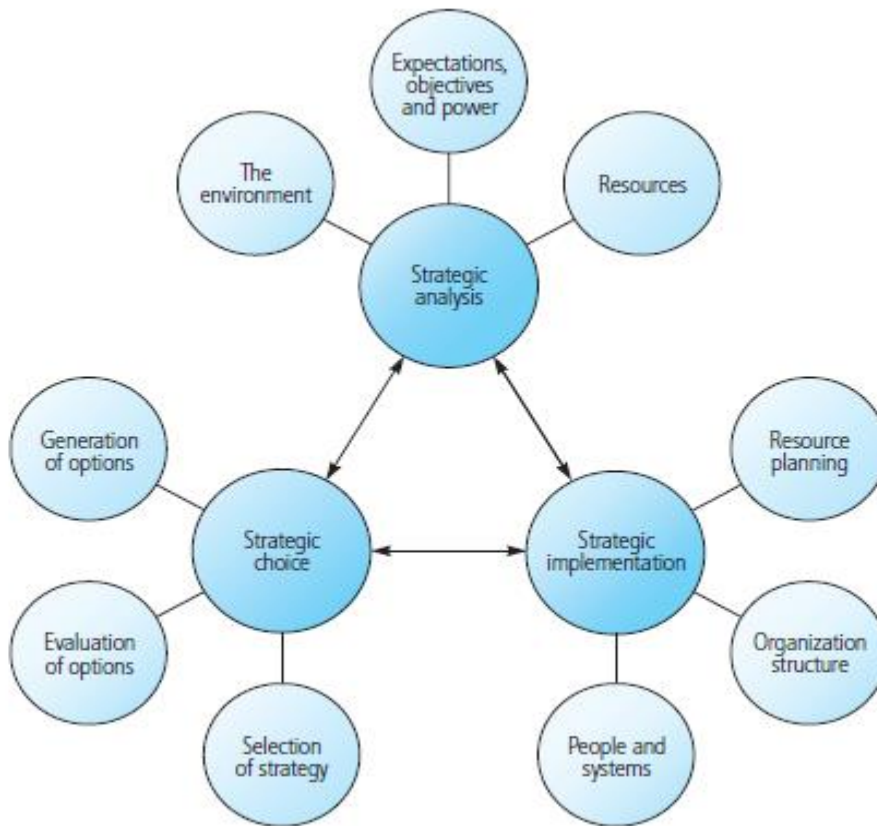 Expectations,
objectives
and power
The
environment
Resources
Strategic
analysis
Generation
of options
Resource
planning
Strategic
choice
Strategic
implementation
Evaluation
of options
Organization
structure
Selection
of strategy
People and
systems